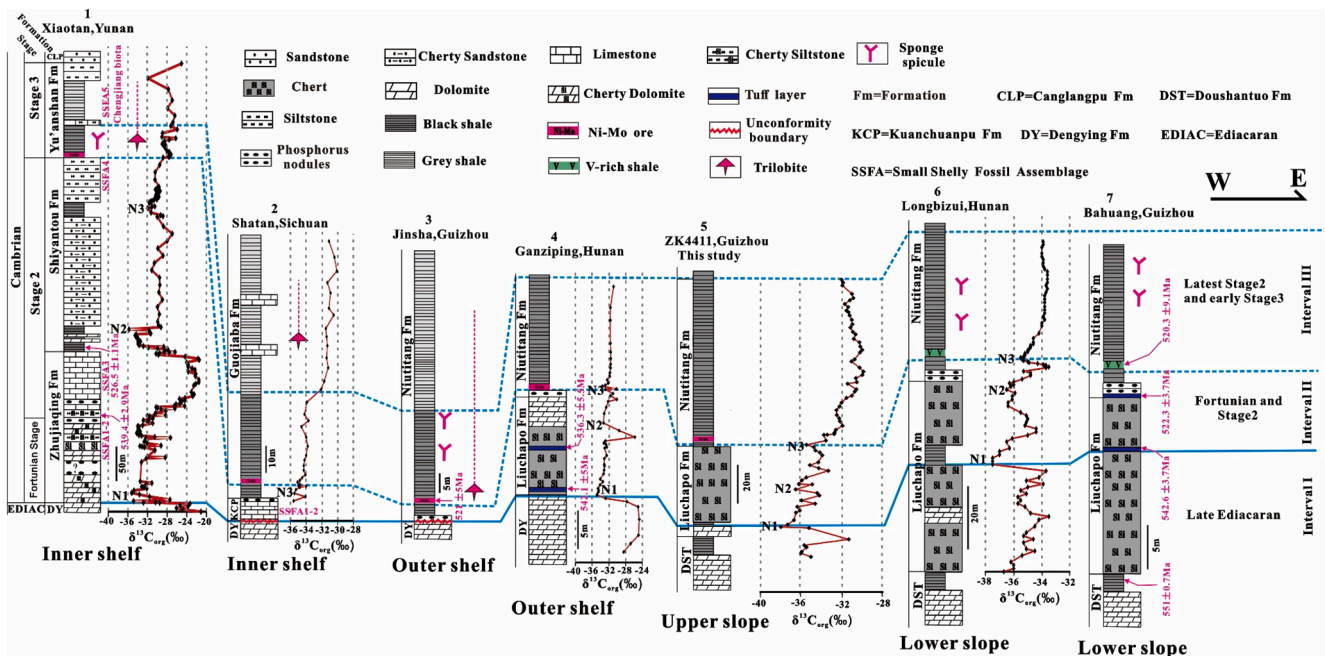 1
Xiaotan,Yunan
Formation
Stage
Sandstone
Chert
Siltstone
Phosphorus
nodules
Cherty Sandstone
Dolomite
Black shale
Grey shale
Limestone
Cherty Dolomite
Ni-Mo
Ni-Mo ore
V V
V-rich shale
Cherty Siltstone
Tuff layer
Unconformity
boundary
Trilobite
Sponge
spicule
Fm=Formation
CLP=Canglangpu Fm
DST=Doushantuo Fm
KCP=Kuanchuanpu Fm
DY=Dengying Fm
EDIAC=Ediacaran
SSFA=Small Shelly Fossil Assemblage
W
E
Cambrian
Stage 3
Stage 2
Fortunian Stage
EDIAC
CLP
Yu'anshan Fm
Shiyantou Fm
Zhujiaqing Fm
DY
SSEA5
Chengjiang biota
SSFA4
SSFA3
526.5 ±1.1Ma
SSFA1-2
539.4 ±2.9Ma
50m
N3
N2
N1
-36 -32 -28 -24 -20
δ¹³Corg(‰)
Inner shelf
2
Shatan,Sichuan
Guojiaba Fm
KCP
DY
10m
SSFA1-2
N3
-36 -34 -32 -30 -28
δ¹³Corg(‰)
Inner shelf
3
Jinsha,Guizhou
Niutitang Fm
DY
5m
521 ±5Ma
Outer shelf
4
Ganziping,Hunan
Niutitang Fm
Liuchapo Fm
DY
N3
536.3 ±5.5Ma
N2
542.1 ±5Ma
N1
5m
-40 -36 -32 -28 -24
δ¹³Corg(‰)
Outer shelf
5
ZK4411,Guizhou
This study
Niutitang Fm
Liuchapo Fm
DST
20m
N3
N2
N1
-40 -36 -32 -28
δ¹³Corg(‰)
Upper slope
6
Longbizui,Hunan
Niutitang Fm
Liuchapo Fm
DST
V V
20m
N3
N2
N1
-38 -36 -34 -32
δ¹³Corg(‰)
Lower slope
7
Bahuang,Guizhou
Niutitang Fm
Liuchapo Fm
DST
V V
520.3 ±9.1Ma
522.3 ±3.7Ma
542.6 ±3.7Ma
5m
551±0.7Ma
Lower slope
Latest Stage2
and early Stage3
Interval III
Fortunian and
Stage2
Interval II
Late Ediacaran
Interval I